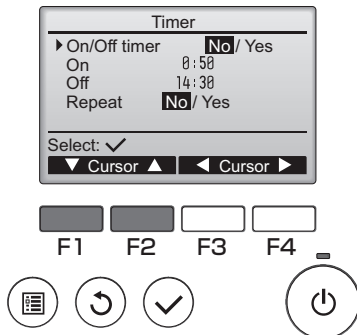 Timer
On/Off timer No / Yes
On 0:50
Off 14:30
Repeat No / Yes
Select: ✓
▼ Cursor ▲ ◀ Cursor ▶
F1 F2 F3 F4